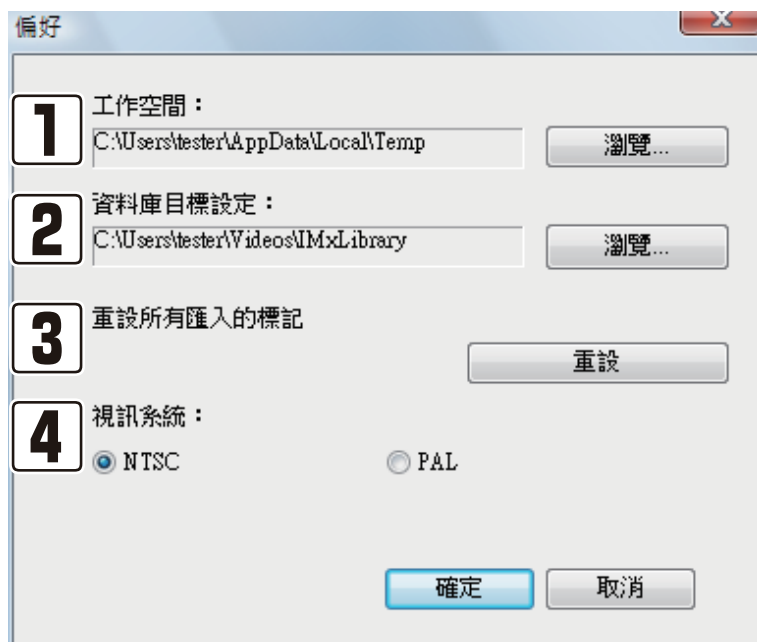 偏好
1
工作空間：
C:\Users\tester\AppData\Local\Temp
瀏覽...
2
資料庫目標設定：
C:\Users\tester\Videos\IMxLibrary
瀏覽...
3
重設所有匯入的標記
重設
4
視訊系統：
NTSC PAL
確定 取消